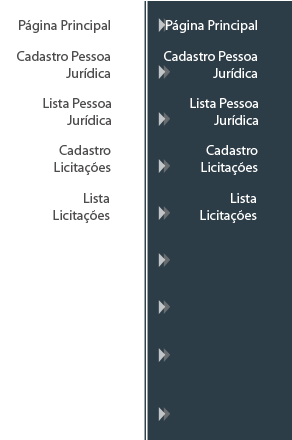 Página Principal
Cadastro Pessoa
Jurídica
Lista Pessoa
Jurídica
Cadastro
Licitações
Lista
Licitações
Página Principal
Cadastro Pessoa
Jurídica
Lista Pessoa
Jurídica
Cadastro
Licitações
Lista
Licitações